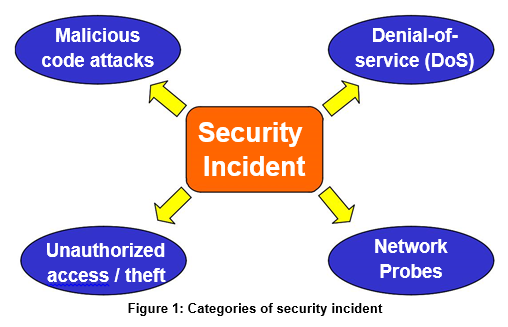 Malicious
code attacks
Denial-of-
service (DoS)
Security
Incident
Unauthorized
access / theft
Network
Probes
Figure 1: Categories of security incident